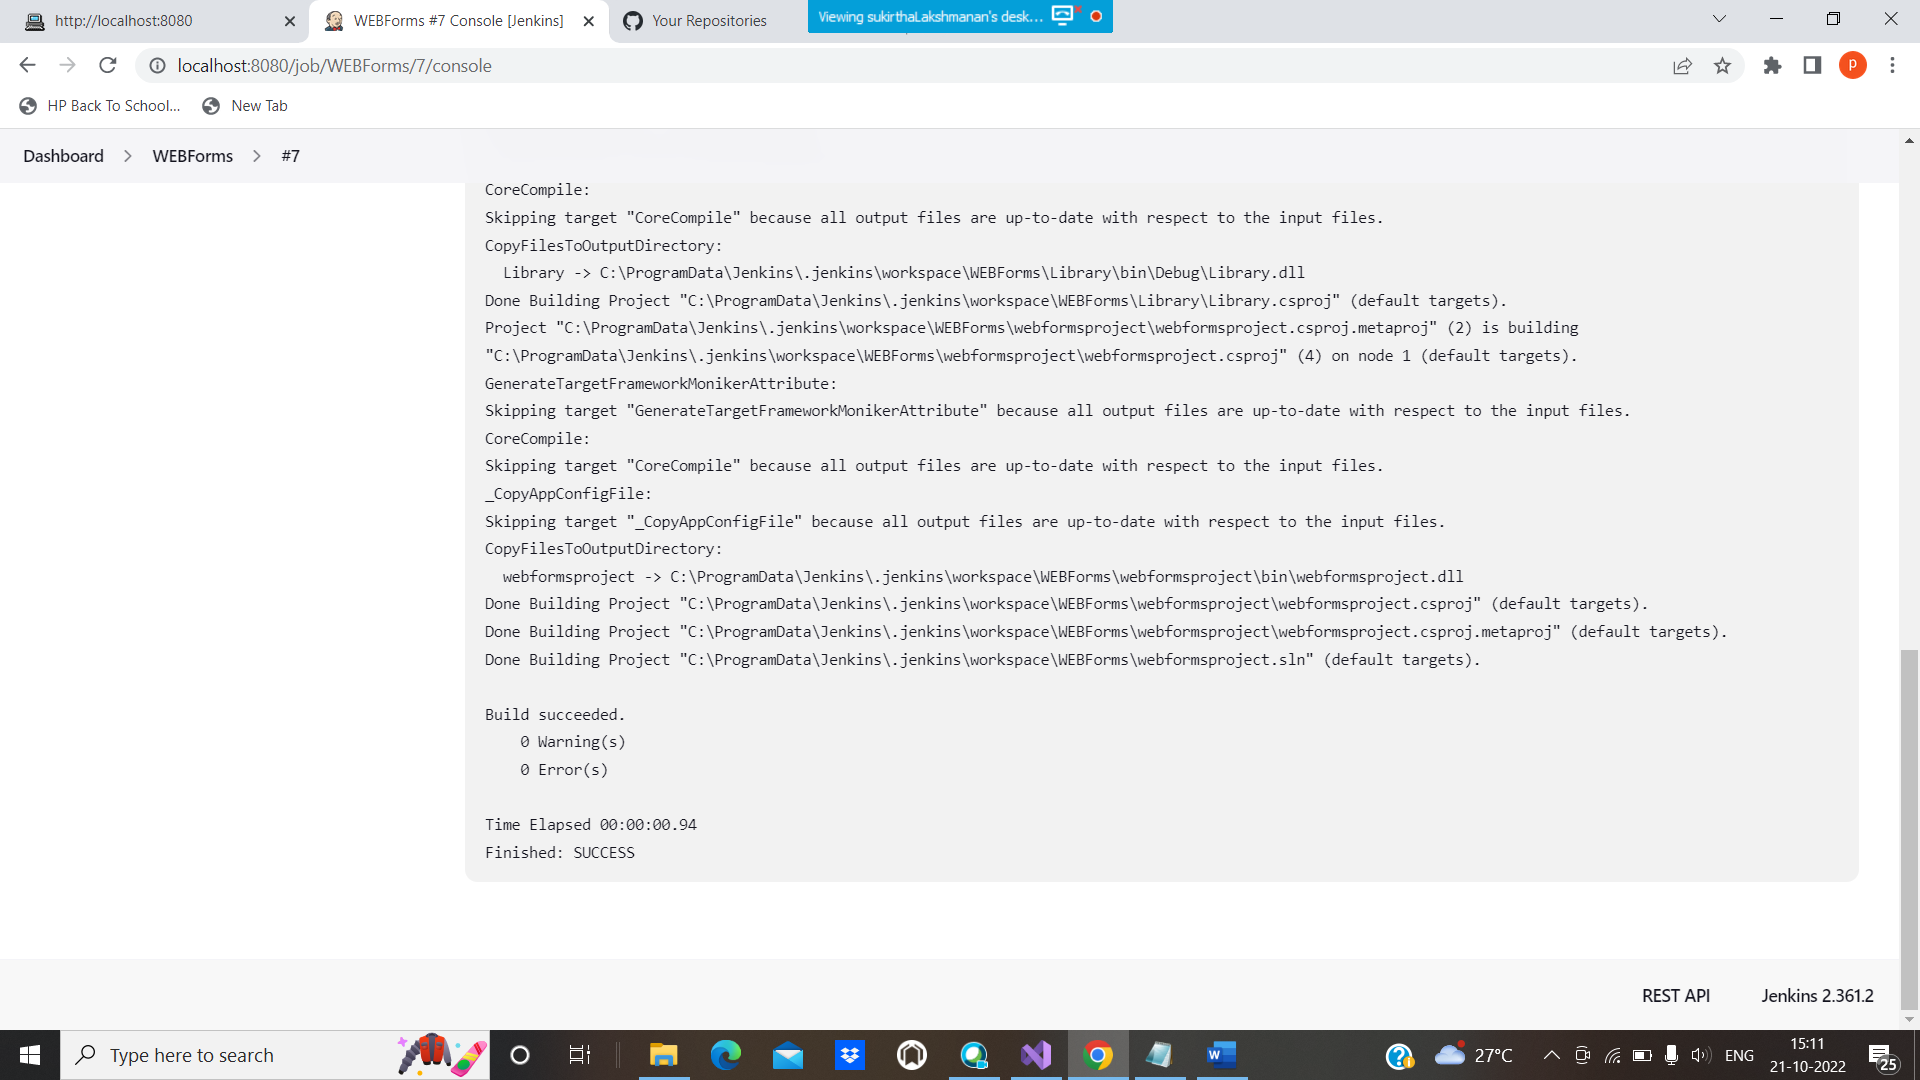 http://localhost:8080
WEBForms #7 Console [Jenkins]
Your Repositories
Viewing sukirthaLakshmanan's desk...
localhost:8080/job/WEBForms/7/console
P
HP Back To School...
New Tab
Dashboard
WEBForms
#7
CoreCompile:
Skipping target "CoreCompile" because all output files are up-to-date with respect to the input files.
CopyFilesToOutputDirectory:
Library -> C:\ProgramData\Jenkins\.jenkins\workspace\WEBForms\Library\bin\Debug\Library.dll
Done Building Project "C:\ProgramData\Jenkins\.jenkins\workspace\WEBForms\Library\Library.csproj" (default targets).
Project "C:\ProgramData\Jenkins\.jenkins\workspace\WEBForms\webformsproject\webformsproject.csproj.metaproj" (2) is building
"C:\ProgramData\Jenkins\.jenkins\workspace\WEBForms\webformsproject\webformsproject.csproj" (4) on node 1 (default targets).
GenerateTargetFrameworkMonikerAttribute:
Skipping target "GenerateTargetFrameworkMonikerAttribute" because all output files are up-to-date with respect to the input files.
CoreCompile:
Skipping target "CoreCompile" because all output files are up-to-date with respect to the input files.
_CopyAppConfigFile:
Skipping target "_CopyAppConfigFile" because all output files are up-to-date with respect to the input files.
CopyFilesToOutputDirectory:
webformsproject -> C:\ProgramData\Jenkins\.jenkins\workspace\WEBForms\webformsproject\bin\webformsproject.dll
Done Building Project "C:\ProgramData\Jenkins\.jenkins\workspace\WEBForms\webformsproject\webformsproject.csproj" (default targets).
Done Building Project "C:\ProgramData\Jenkins\.jenkins\workspace\WEBForms\webformsproject\webformsproject.csproj.metaproj" (default targets).
Done Building Project "C:\ProgramData\Jenkins\.jenkins\workspace\WEBForms\webformsproject.sln" (default targets).
Build succeeded.
0 Warning(s)
0 Error(s)
Time Elapsed 00:00:00.94
Finished: SUCCESS
REST API
Jenkins 2.361.2
Type here to search
27°C
ENG
15:11
21-10-2022
25